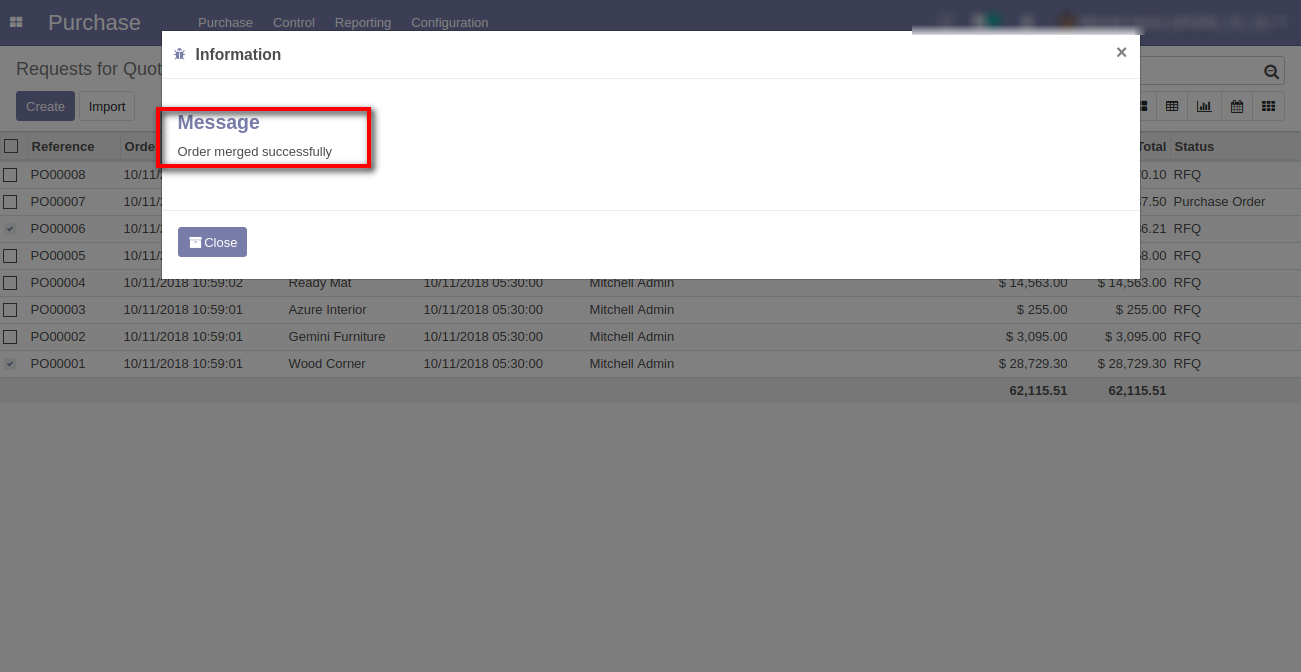 Purchase Purchase Control Reporting Configuration
Information ×
Requests for Quot
Create Import
Message
Order merged successfully
Reference Orde Total Status
PO00008 10/11/ 0.10 RFQ
PO00007 10/11/ 7.50 Purchase Order
PO00006 10/11/ 6.21 RFQ
PO00005 10/11/ 8.00 RFQ
Close
PO00004 10/11/2018 10:59:02 Ready Mat 10/11/2018 05:30:00 Mitchell Admin $ 14,563.00 $ 14,563.00 RFQ
PO00003 10/11/2018 10:59:01 Azure Interior 10/11/2018 05:30:00 Mitchell Admin $ 255.00 $ 255.00 RFQ
PO00002 10/11/2018 10:59:01 Gemini Furniture 10/11/2018 05:30:00 Mitchell Admin $ 3,095.00 $ 3,095.00 RFQ
PO00001 10/11/2018 10:59:01 Wood Corner 10/11/2018 05:30:00 Mitchell Admin $ 28,729.30 $ 28,729.30 RFQ
62,115.51 62,115.51